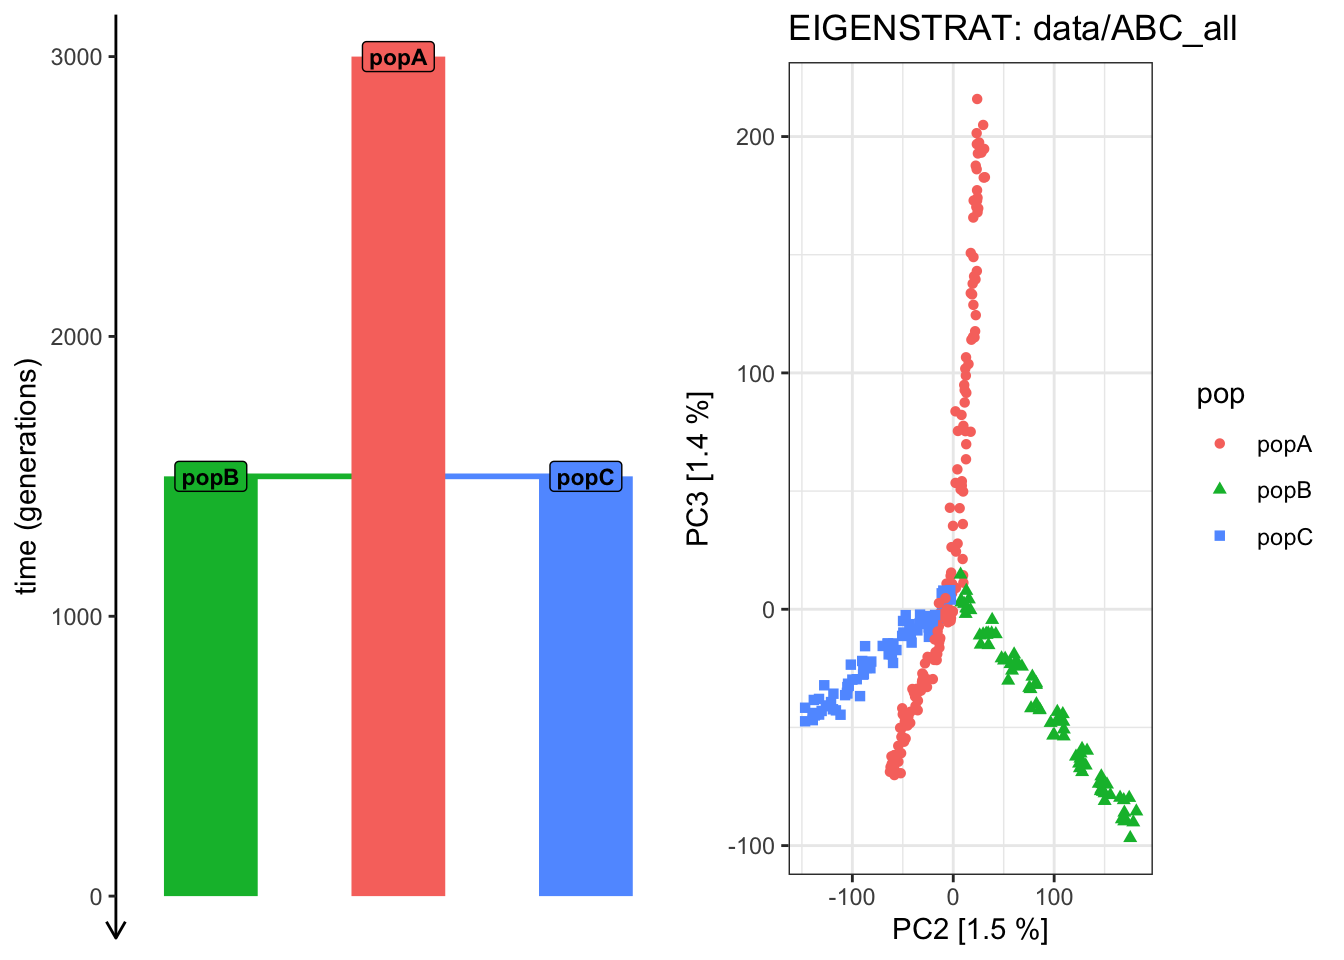 time (generations)
3000
2000
1000
0
popA
popB
popC
EIGENSTRAT: data/ABC_all
PC3 [1.4 %]
200
100
0
-100
-100
0
100
PC2 [1.5 %]
pop
popA
popB
popC